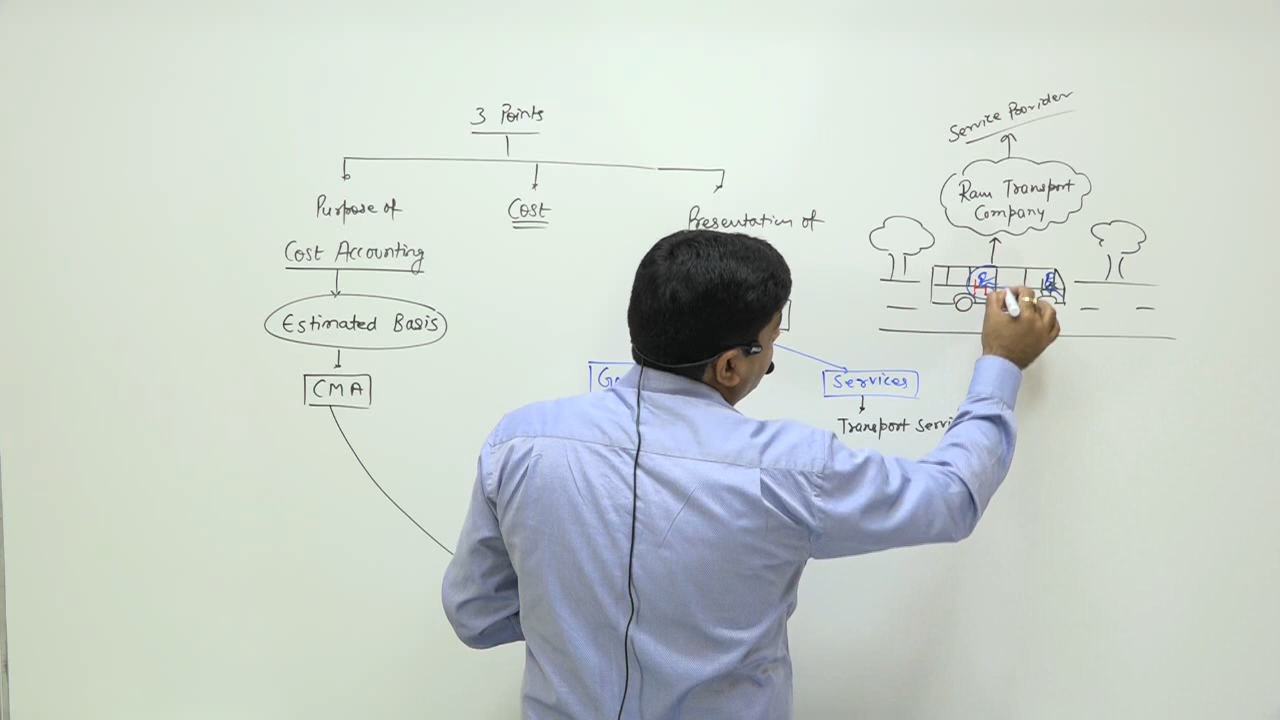 3 Points
Purpose of
Cost Accounting
Estimated Basis
CMA
Cost
Presentation of
Services
Transport
Service Provider
Ram Transport
Company